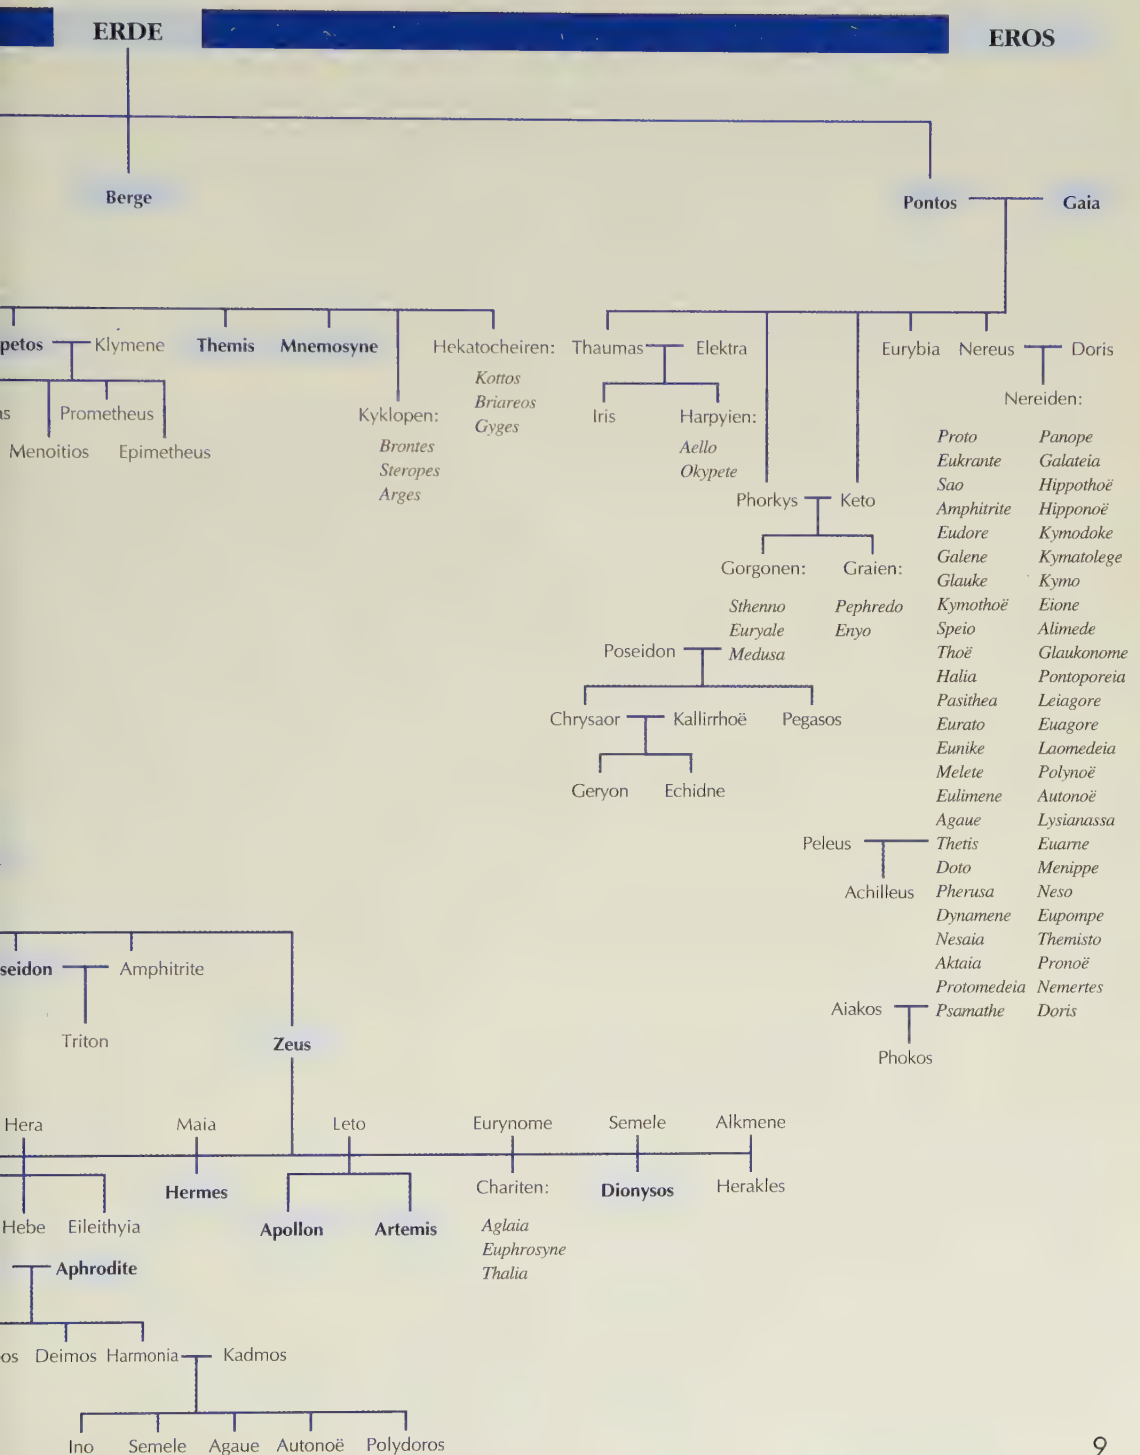 ERDE EROS
Berge Pontos Gaia
petos Klymene Themis Mnemosyne Hekatocheiren: Thaumas Elektra Eurybia Nereus Doris
Kottos
Briareos
Gyges
as Prometheus Kyklopen: Iris Harpyien: Nereiden:
Menoitios Epimetheus
Brontes
Steropes
Arges
Aello
Okypete
Proto Panope
Eukrante Galateia
Sao Hippothoë
Amphitrite Hipponoë
Eudore Kymodoke
Galene Kymatolege
Glauke Kymo
Kymothoë Eione
Speio Alimede
Thoë Glaukonome
Halia Pontoporeia
Pasithea Leiagore
Eurato Euagore
Eunike Laomedeia
Melete Polynoë
Eulimene Autonoë
Agaue Lysianassa
Thetis Euarne
Doto Menippe
Pherusa Neso
Dynamene Eupompe
Nesaia Themisto
Aktaia Pronoë
Protomedeia Nemertes
Psamathe Doris
Phorkys Keto
Gorgonen: Graien:
Sthenno Pephredo
Euryale Enyo
Poseidon Medusa
Chrysaor Kallirrhoë Pegasos
Geryon Echidne
Peleus
Achilleus
Aiakos
Phokos
seidon Amphitrite
Triton Zeus
Hera Maia Leto Eurynome Semele Alkmene
Hermes Chariten: Dionysos Herakles
Hebe Eileithyia Apollon Artemis
Aglaia
Euphrosyne
Thalia
Aphrodite
os Deimos Harmonia Kadmos
Ino Semele Agaue Autonoë Polydoros
9